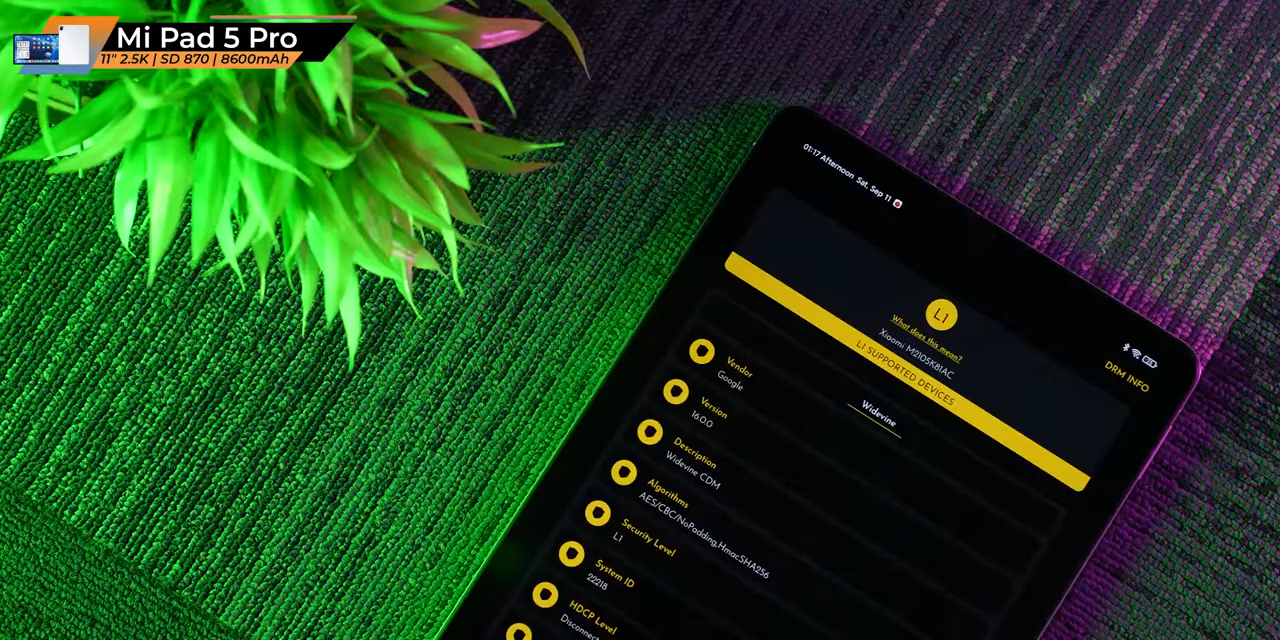 Mi Pad 5 Pro
11" 2.5K | SD 870 | 8600mAh
01:17 Afternoon Sat, Sep 11
DRM INFO
L1
What does this mean?
Xiaomi M2105K81AC
L1 SUPPORTED DEVICES
Widevine
Vendor
Google
Version
16.0.0
Description
Widevine CDM
Algorithms
AES/CBC/NoPadding,HmacSHA256
Security Level
L1
System ID
22218
HDCP Level